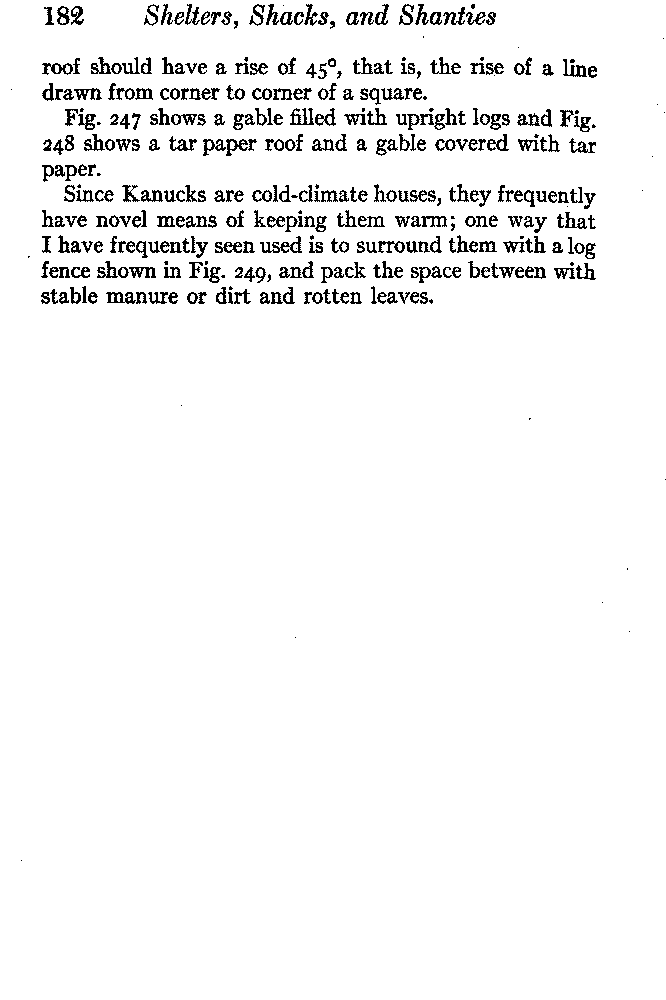 182 Shelters, Shacks, and Shanties
roof should have a rise of 45°, that is, the rise of a line
drawn from corner to corner of a square.
Fig. 247 shows a gable filled with upright logs and Fig.
248 shows a tar paper roof and a gable covered with tar
paper.
Since Kanucks are cold-climate houses, they frequently
have novel means of keeping them warm; one way that
I have frequently seen used is to surround them with a log
fence shown in Fig. 249, and pack the space between with
stable manure or dirt and rotten leaves.